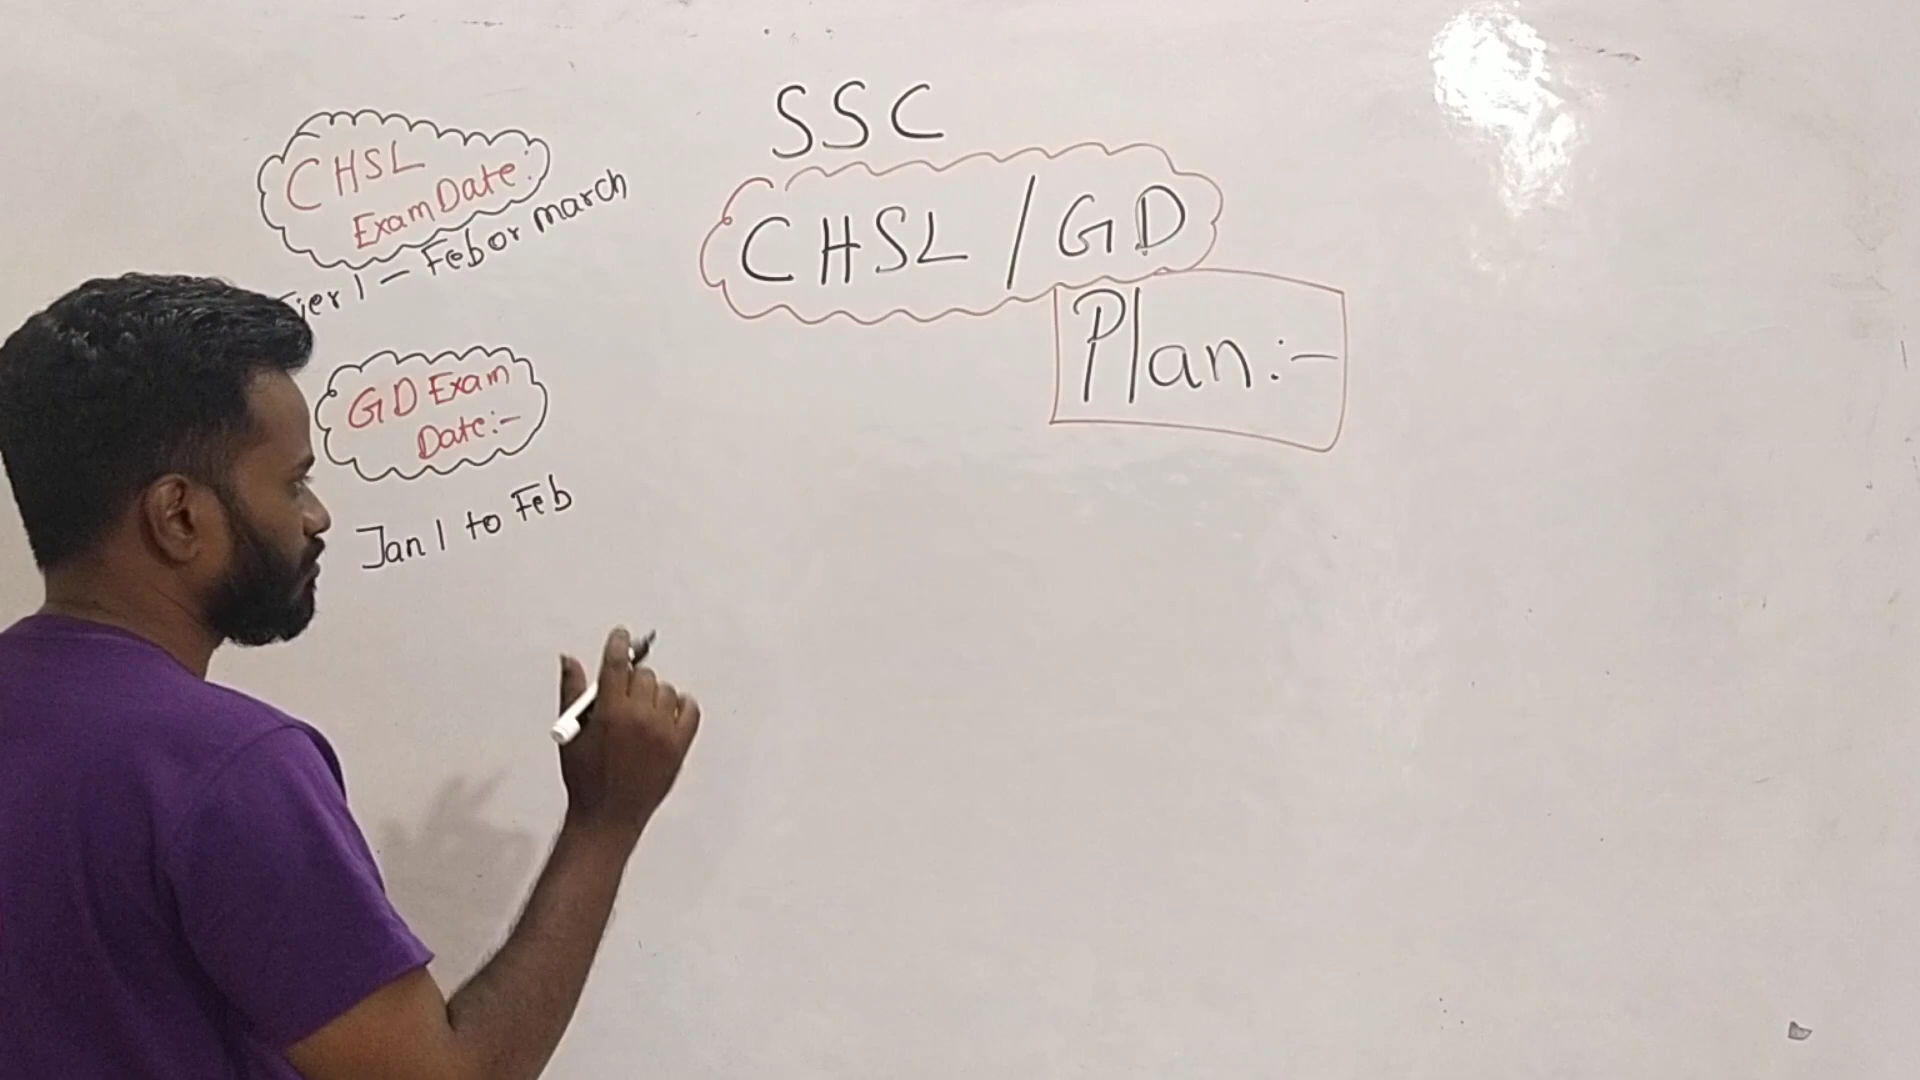 SSC
CHSL / GD
Plan:-
CHSL
Exam Date:
Tier 1 - Feb or march
GD Exam
Date:-
Jan 1 to Feb